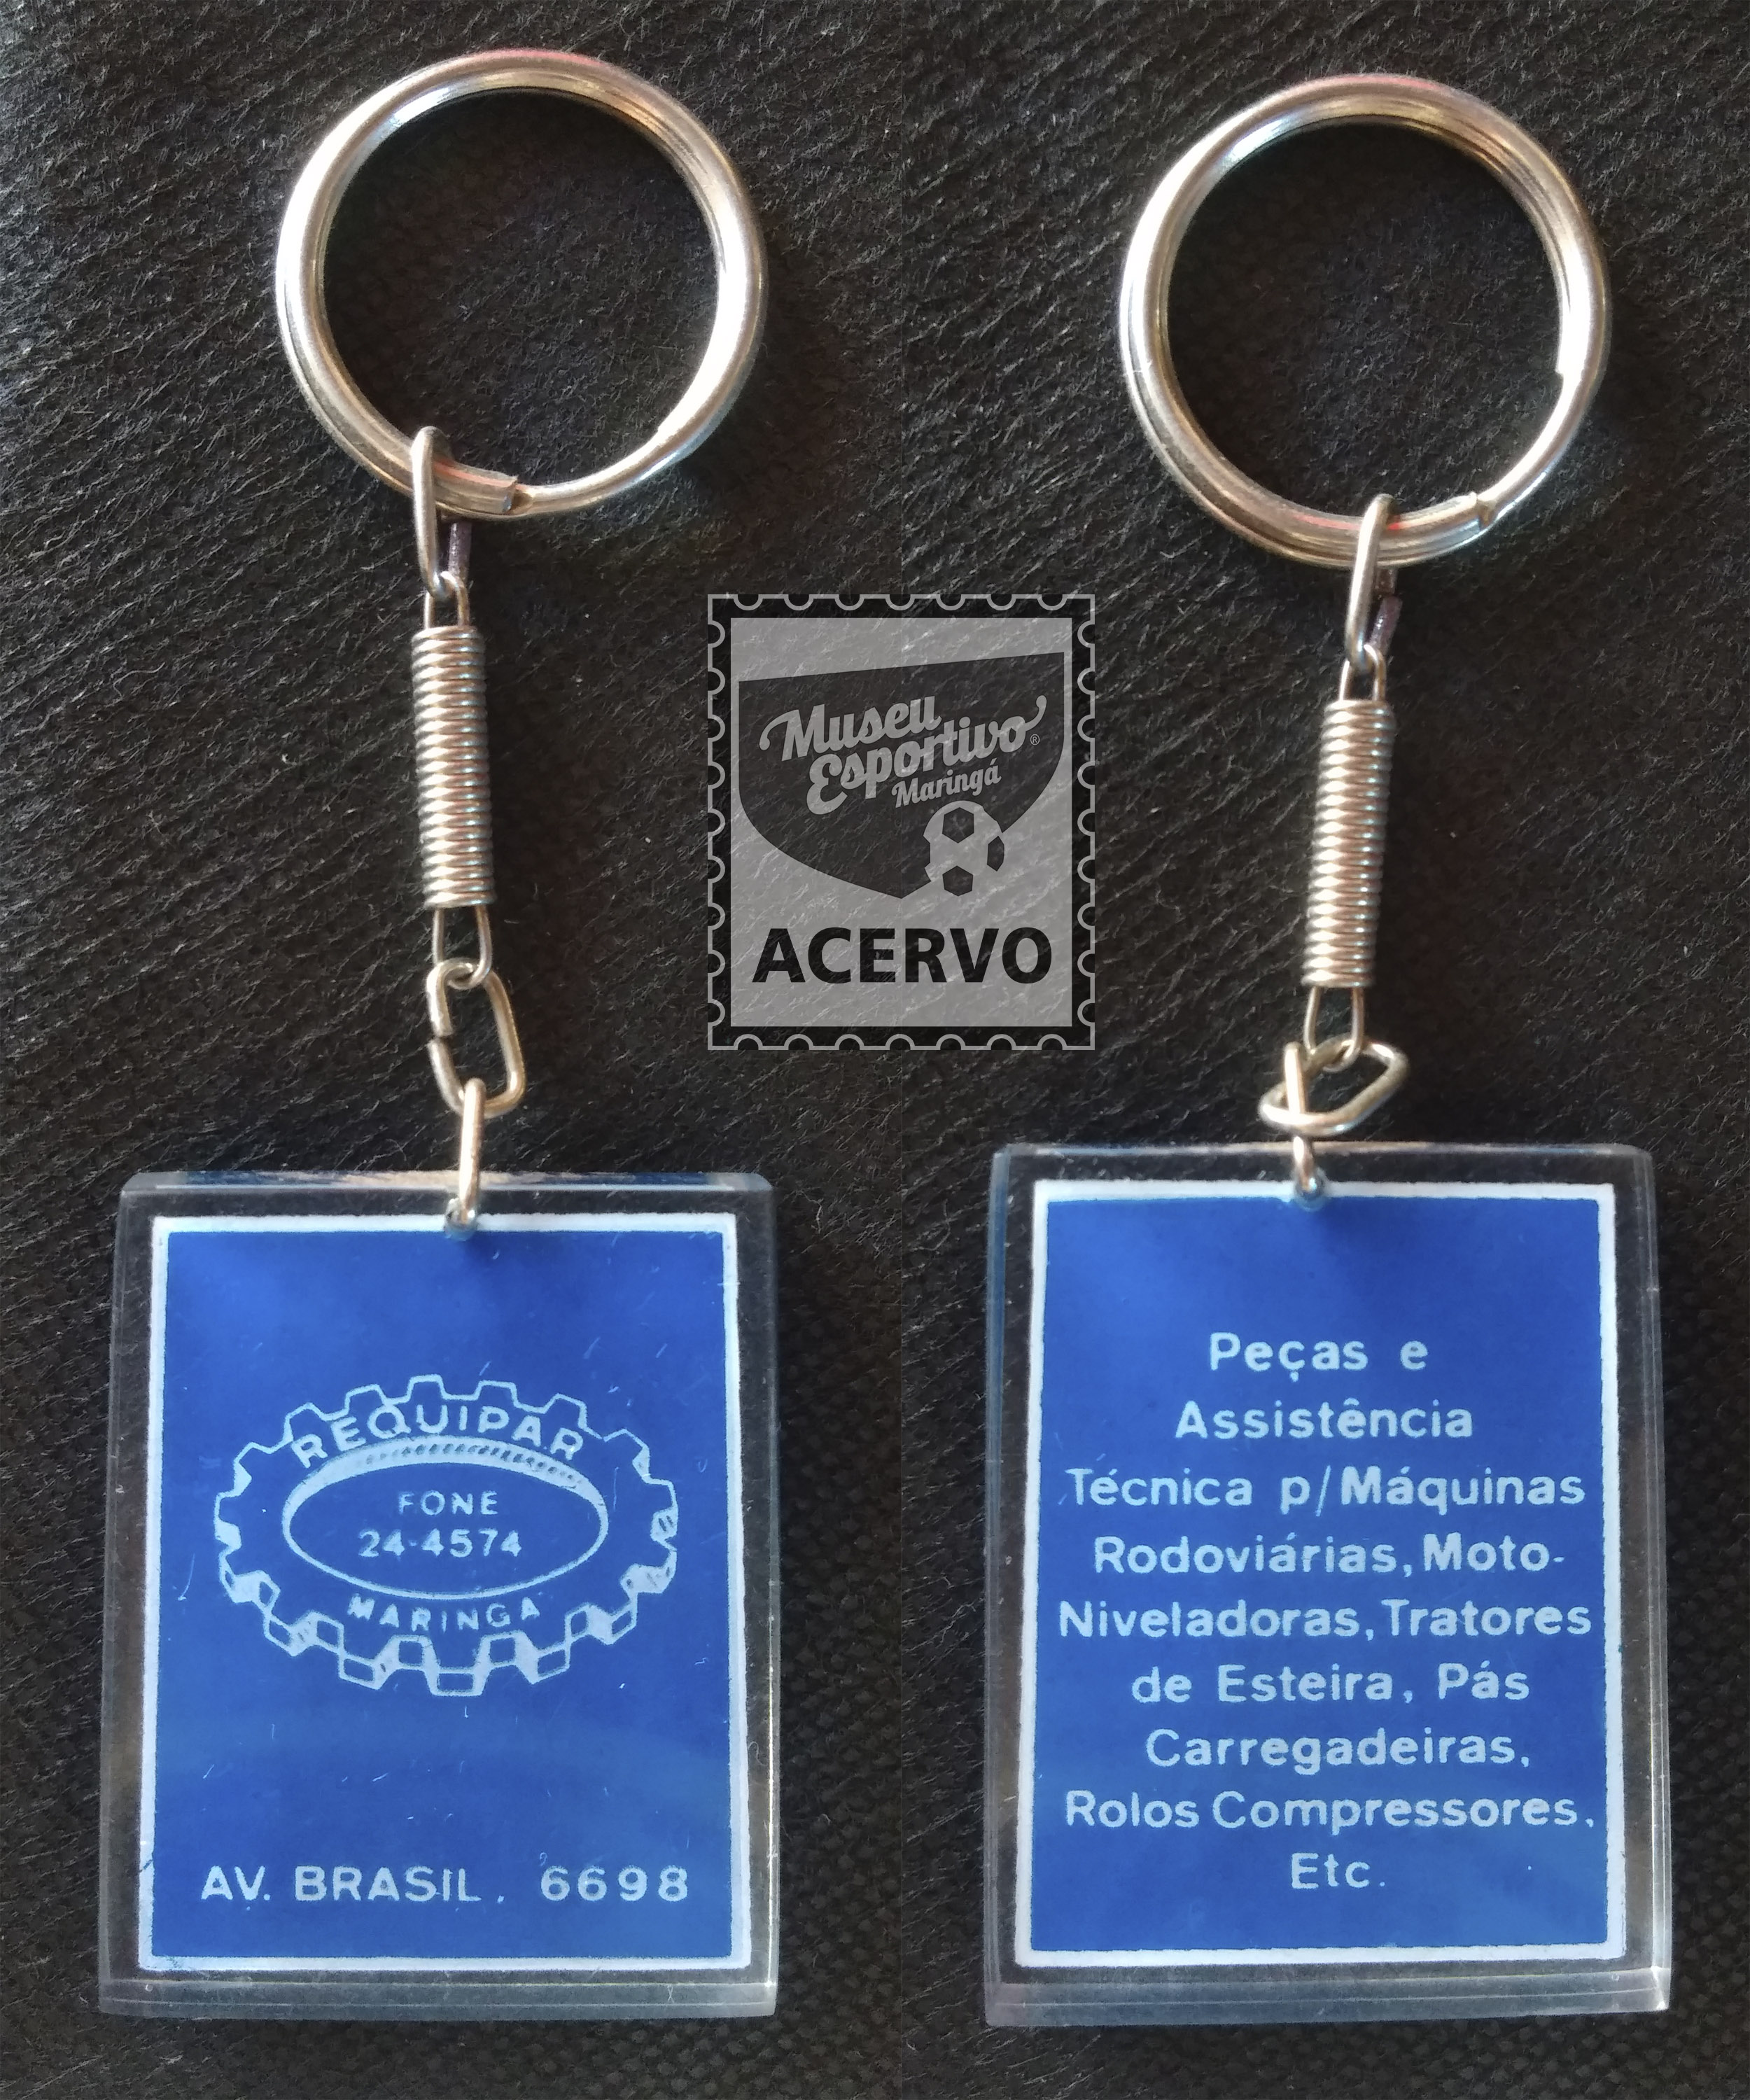 Museu
Esportivo®
Maringá
ACERVO
REQUIPAR
FONE
24-4574
MARINGA
AV. BRASIL, 6698
Peças e
Assistência
Técnica p/Máquinas
Rodoviárias, Moto-
Niveladoras, Tratores
de Esteira, Pás
Carregadeiras,
Rolos Compressores,
Etc.